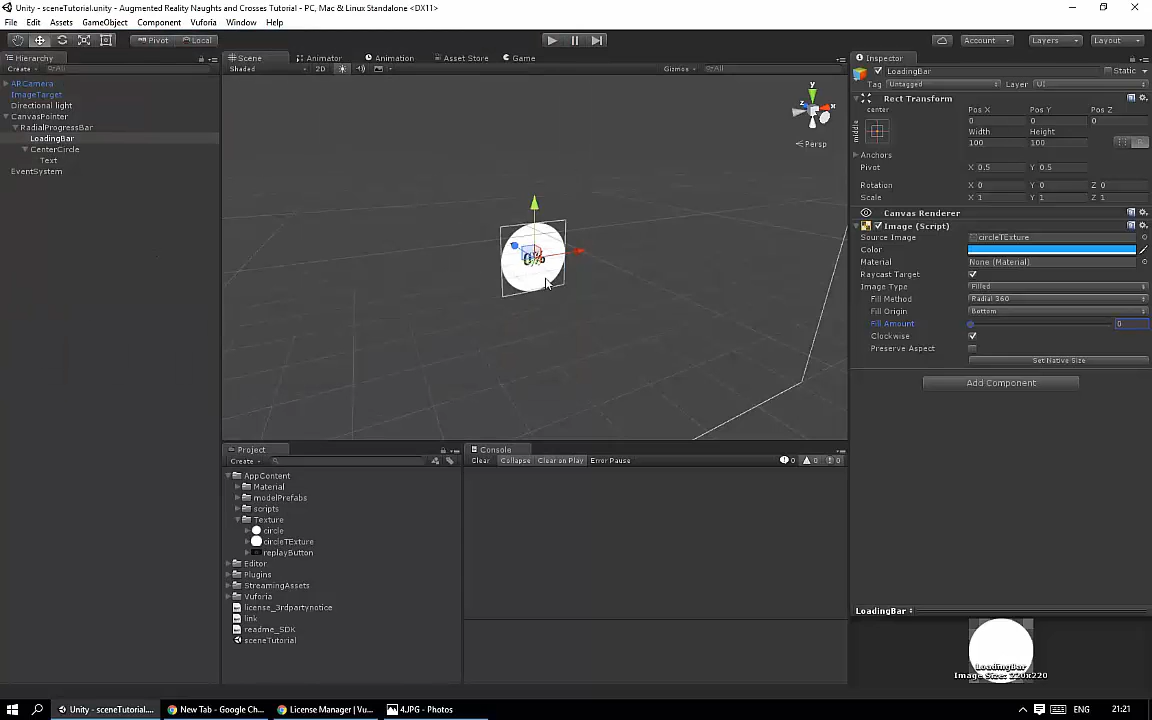 Unity - sceneTutorial.unity - Augmented Reality Naughts and Crosses Tutorial - PC, Mac & Linux Standalone <DX11>
File Edit Assets GameObject Component Vuforia Window Help
Pivot Local Account Layers Layout
Hierarchy Scene Animator Animation Asset Store Game Inspector
Create All Shaded 2D Gizmos All LoadingBar Static
Tag Untagged Layer UI
ARCamera
ImageTarget
Directional light
CanvasPointer
RadialProgressBar
LoadingBar
CenterCircle
Text
EventSystem
y
x
z
Persp
0%
Rect Transform
center Pos X Pos Y Pos Z
middle 0 0 0
Width Height
100 100 R
Anchors
Pivot X 0.5 Y 0.5
Rotation X 0 Y 0 Z 0
Scale X 1 Y 1 Z 1
Canvas Renderer
Image (Script)
Source Image circleTExture
Color
Material None (Material)
Raycast Target
Image Type Filled
Fill Method Radial 360
Fill Origin Bottom
Fill Amount 0
Clockwise
Preserve Aspect
Set Native Size
Add Component
Project Console
Create Clear Collapse Clear on Play Error Pause 0 0 0
AppContent
Material
modelPrefabs
scripts
Texture
circle
circleTExture
replayButton
Editor
Plugins
StreamingAssets
Vuforia
license_3rdpartynotice
link
readme_SDK
sceneTutorial
LoadingBar
LoadingBar
Image Size: 220x220
Unity - sceneTutorial.... New Tab - Google Ch... License Manager | Vu... 4.JPG - Photos ENG 21:21